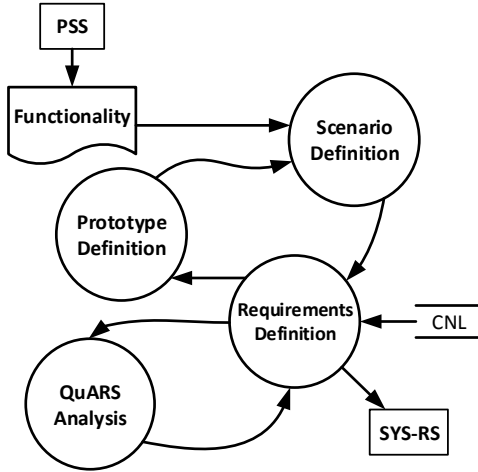 PSS
Functionality
Scenario
Definition
Prototype
Definition
Requirements
Definition
CNL
QuARS
Analysis
SYS-RS